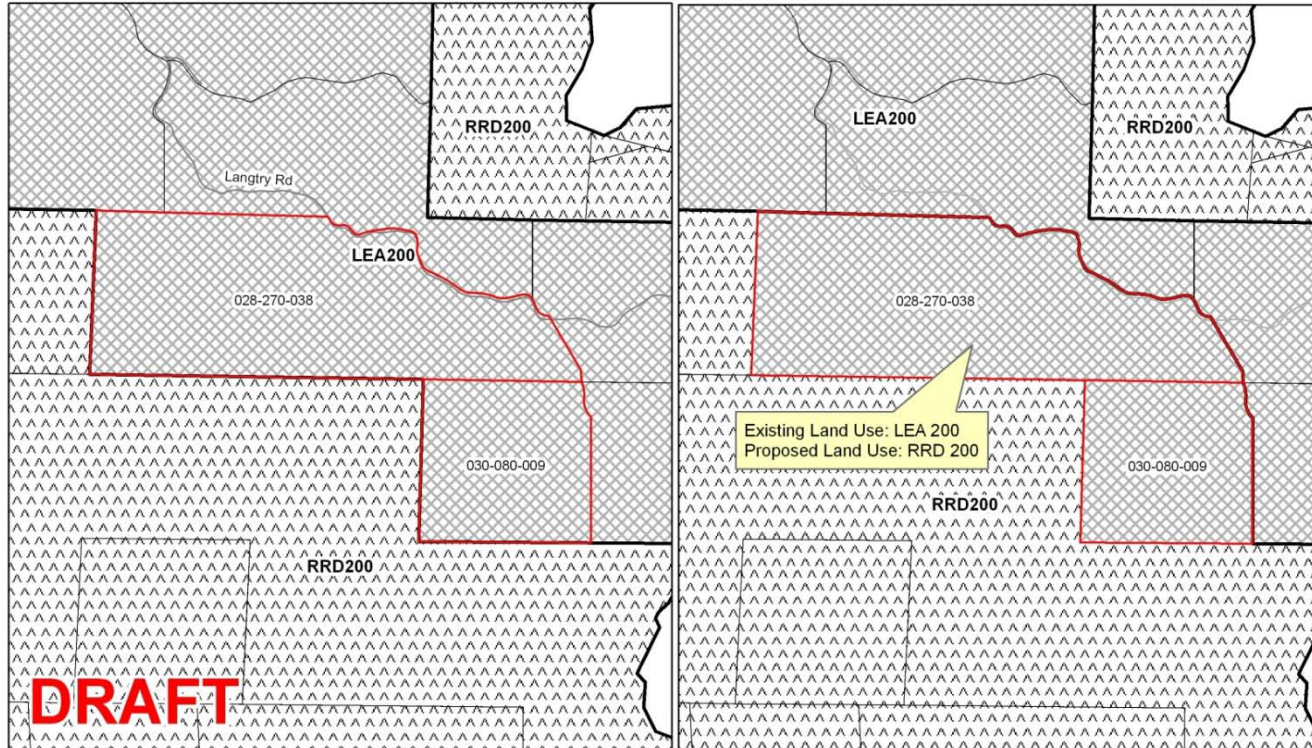 RRD200
Langtry Rd
LEA200
028-270-038
030-080-009
RRD200
DRAFT
LEA200
RRD200
028-270-038
Existing Land Use: LEA 200
Proposed Land Use: RRD 200
030-080-009
RRD200